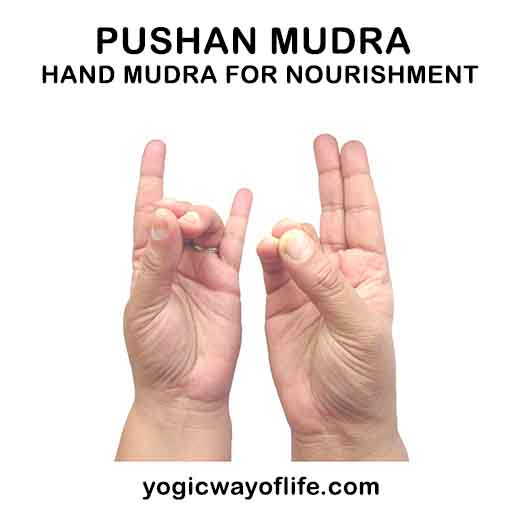 PUSHAN MUDRA
HAND MUDRA FOR NOURISHMENT
yogicwayoflife.com